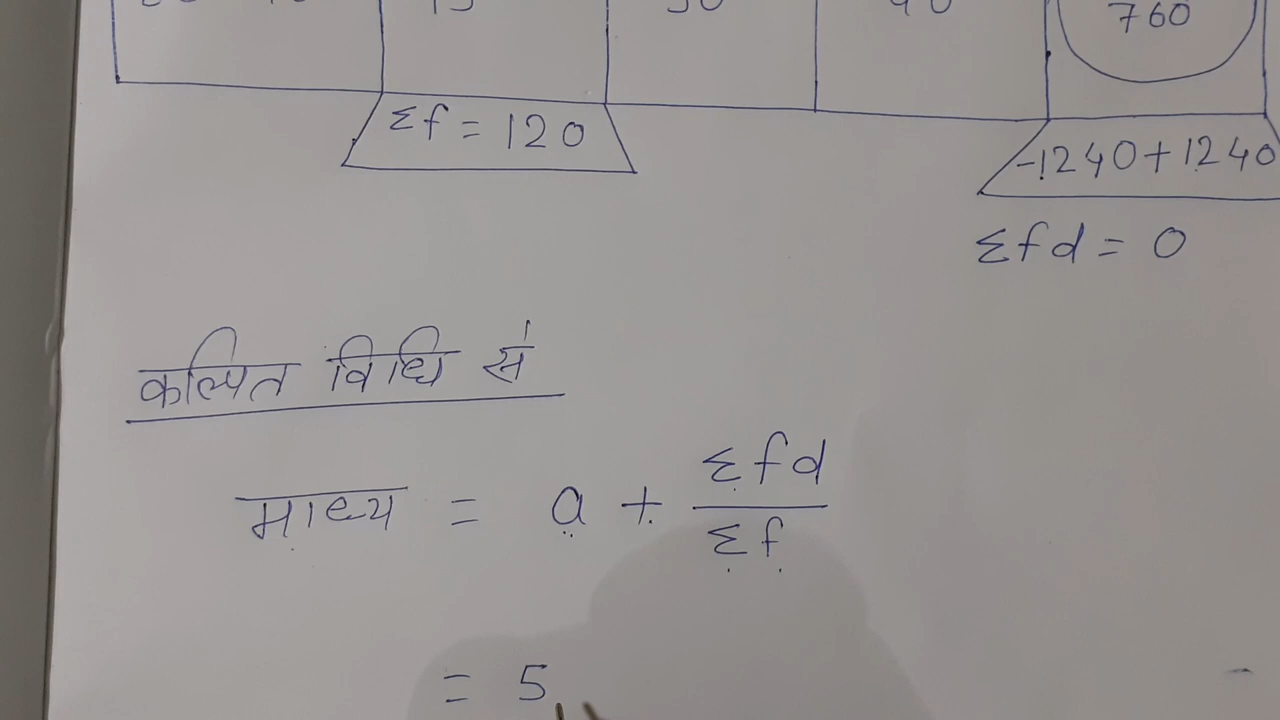 760
Σf = 120
-1240+1240
Σfd = 0
कल्पित विधि से
माध्य = a + Σfd / Σf
= 5